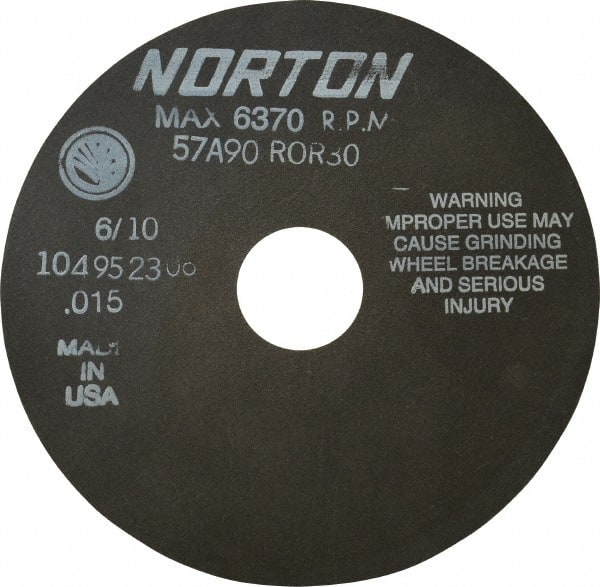 NORTON
MAX 6370 R.P.M
57A90 ROR30
6/10
.015
IN
USA
WARNING
MPROPER USE MAY
CAUSE GRINDING
WHEEL BREAKAGE
AND SERIOUS
INJURY